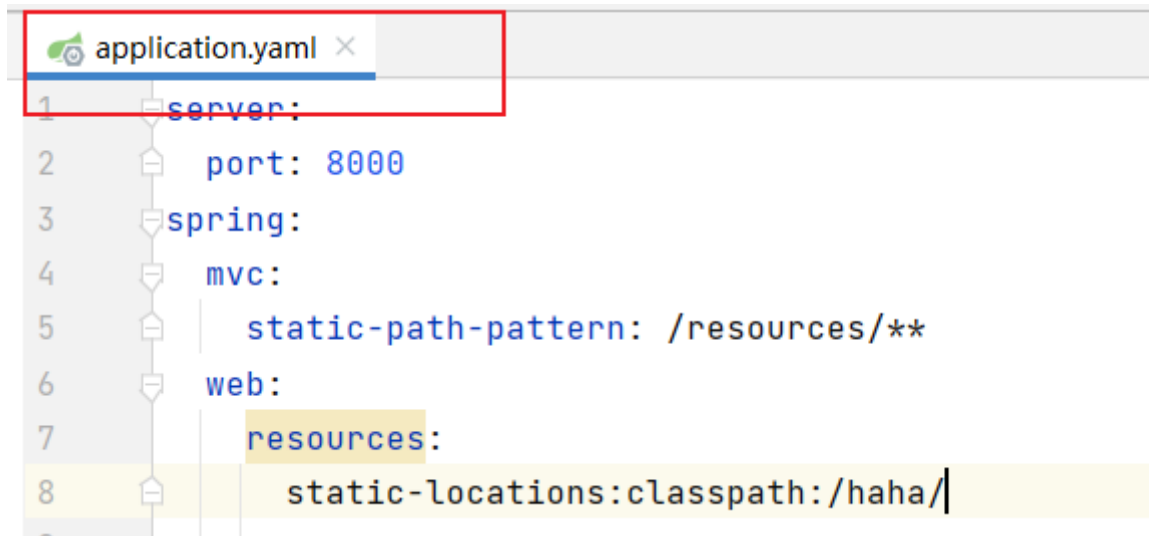 application.yaml ×
1 server:
2   port: 8000
3 spring:
4   mvc:
5     static-path-pattern: /resources/**
6   web:
7     resources:
8       static-locations:classpath:/haha/